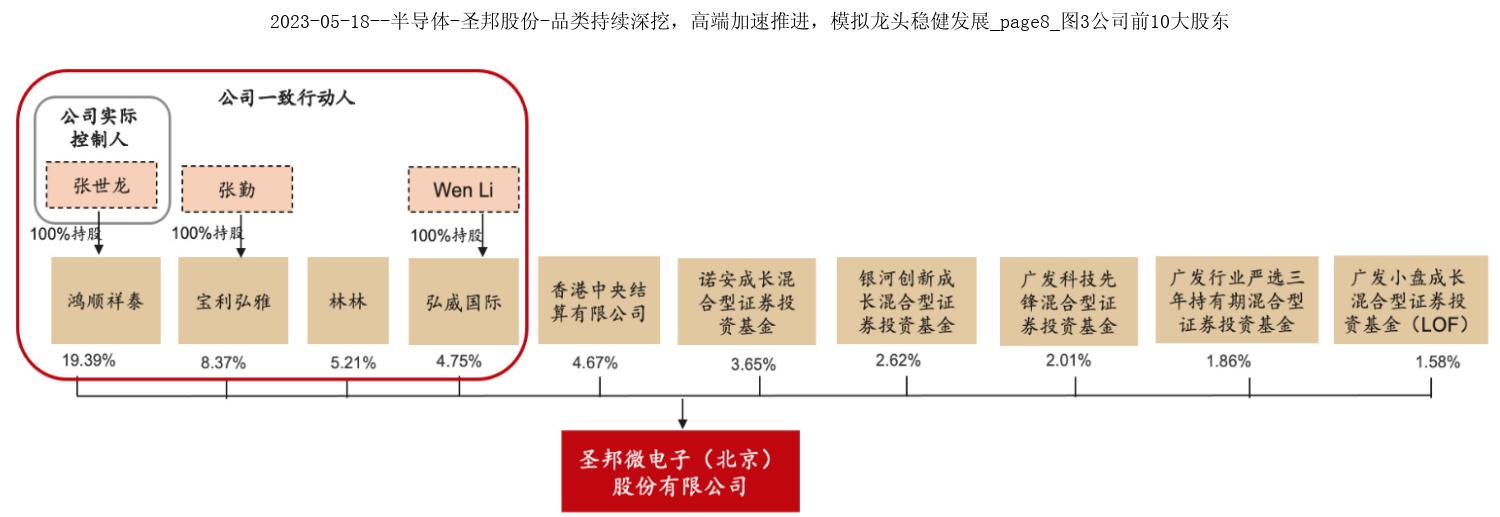 2023-05-18--半导体-圣邦股份-品类持续深挖，高端加速推进，模拟龙头稳健发展_page8_图3公司前10大股东
公司一致行动人
公司实际
控制人
张世龙
张勤
Wen Li
100%持股
100%持股
100%持股
鸿顺祥泰
宝利弘雅
林林
弘威国际
香港中央结
算有限公司
诺安成长混
合型证券投
资基金
银河创新成
长混合型证
券投资基金
广发科技先
锋混合型证
券投资基金
广发行业严选三
年持有期混合型
证券投资基金
广发小盘成长
混合型证券投
资基金（LOF）
19.39%
8.37%
5.21%
4.75%
4.67%
3.65%
2.62%
2.01%
1.86%
1.58%
圣邦微电子（北京）
股份有限公司